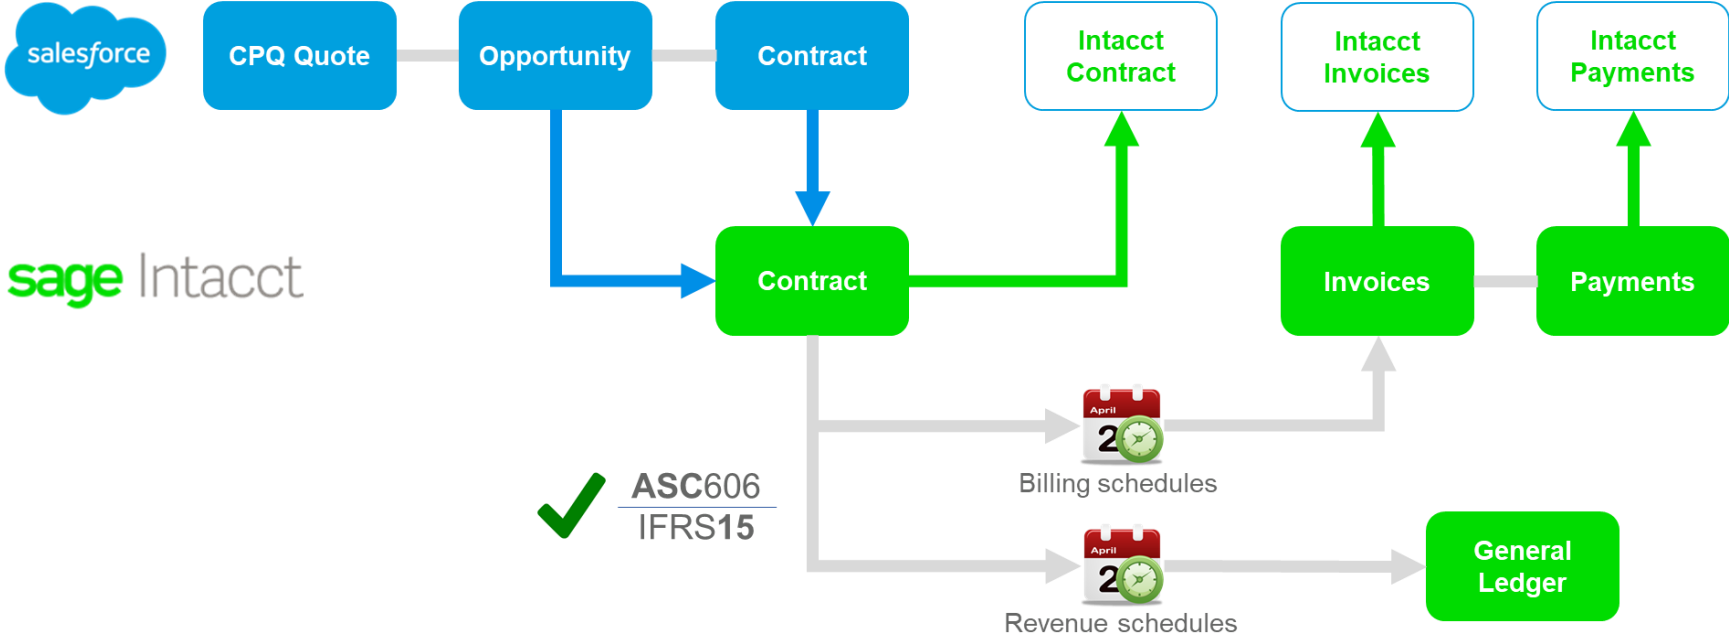 salesforce
CPQ Quote
Opportunity
Contract
Intacct
Contract
Intacct
Invoices
Intacct
Payments
sage Intacct
Contract
Invoices
Payments
April
2
Billing schedules
ASC606
IFRS15
April
2
Revenue schedules
General
Ledger